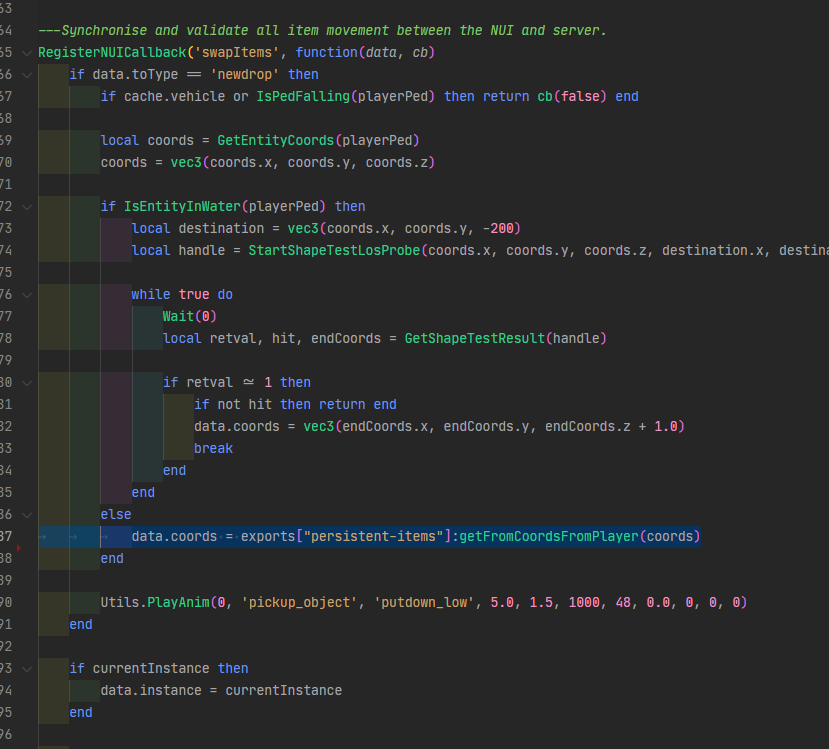 63
64 ---Synchronise and validate all item movement between the NUI and server.
65 RegisterNUICallback('swapItems', function(data, cb)
66 if data.toType == 'newdrop' then
67 if cache.vehicle or IsPedFalling(playerPed) then return cb(false) end
68
69 local coords = GetEntityCoords(playerPed)
70 coords = vec3(coords.x, coords.y, coords.z)
71
72 if IsEntityInWater(playerPed) then
73 local destination = vec3(coords.x, coords.y, -200)
74 local handle = StartShapeTestLosProbe(coords.x, coords.y, coords.z, destination.x, destina
75
76 while true do
77 Wait(0)
78 local retval, hit, endCoords = GetShapeTestResult(handle)
79
80 if retval ~= 1 then
81 if not hit then return end
82 data.coords = vec3(endCoords.x, endCoords.y, endCoords.z + 1.0)
83 break
84 end
85 end
86 else
87 data.coords = exports["persistent-items"]:getFromCoordsFromPlayer(coords)
88 end
89
90 Utils.PlayAnim(0, 'pickup_object', 'putdown_low', 5.0, 1.5, 1000, 48, 0.0, 0, 0, 0)
91 end
92
93 if currentInstance then
94 data.instance = currentInstance
95 end
96